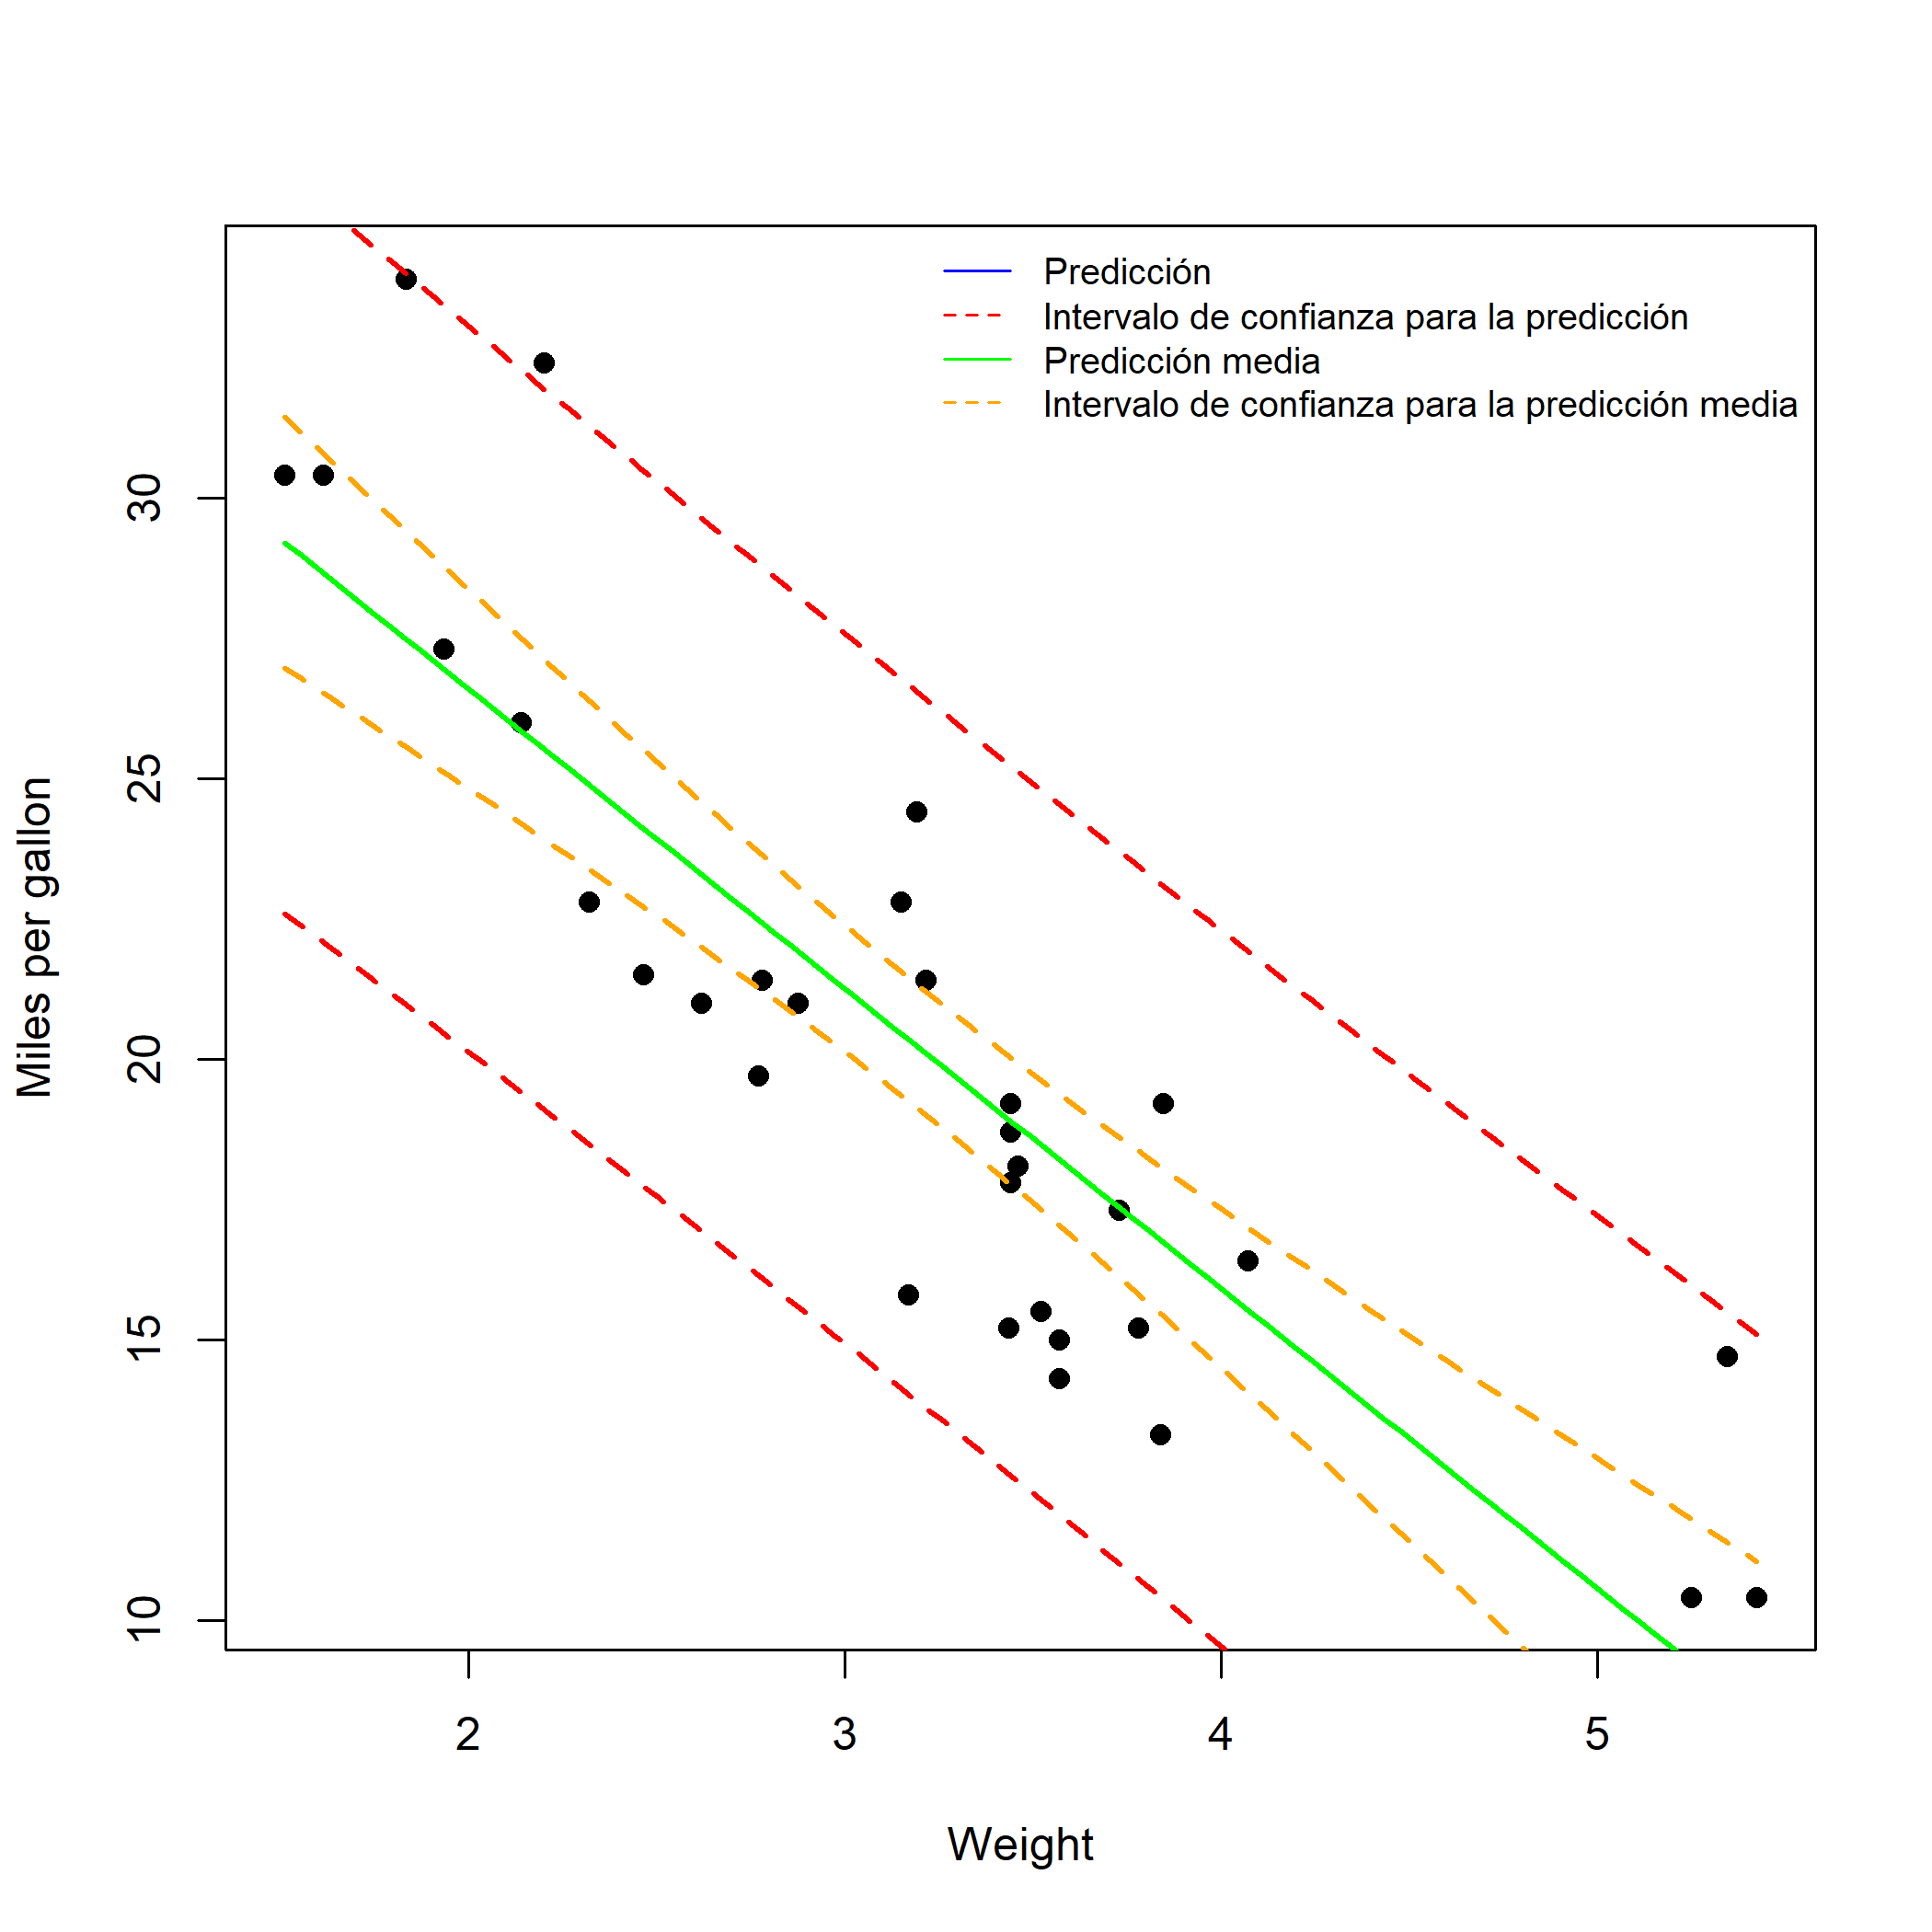 Predicción
Intervalo de confianza para la predicción
Predicción media
Intervalo de confianza para la predicción media
Miles per gallon
30
25
20
15
10
2 3 4 5
Weight